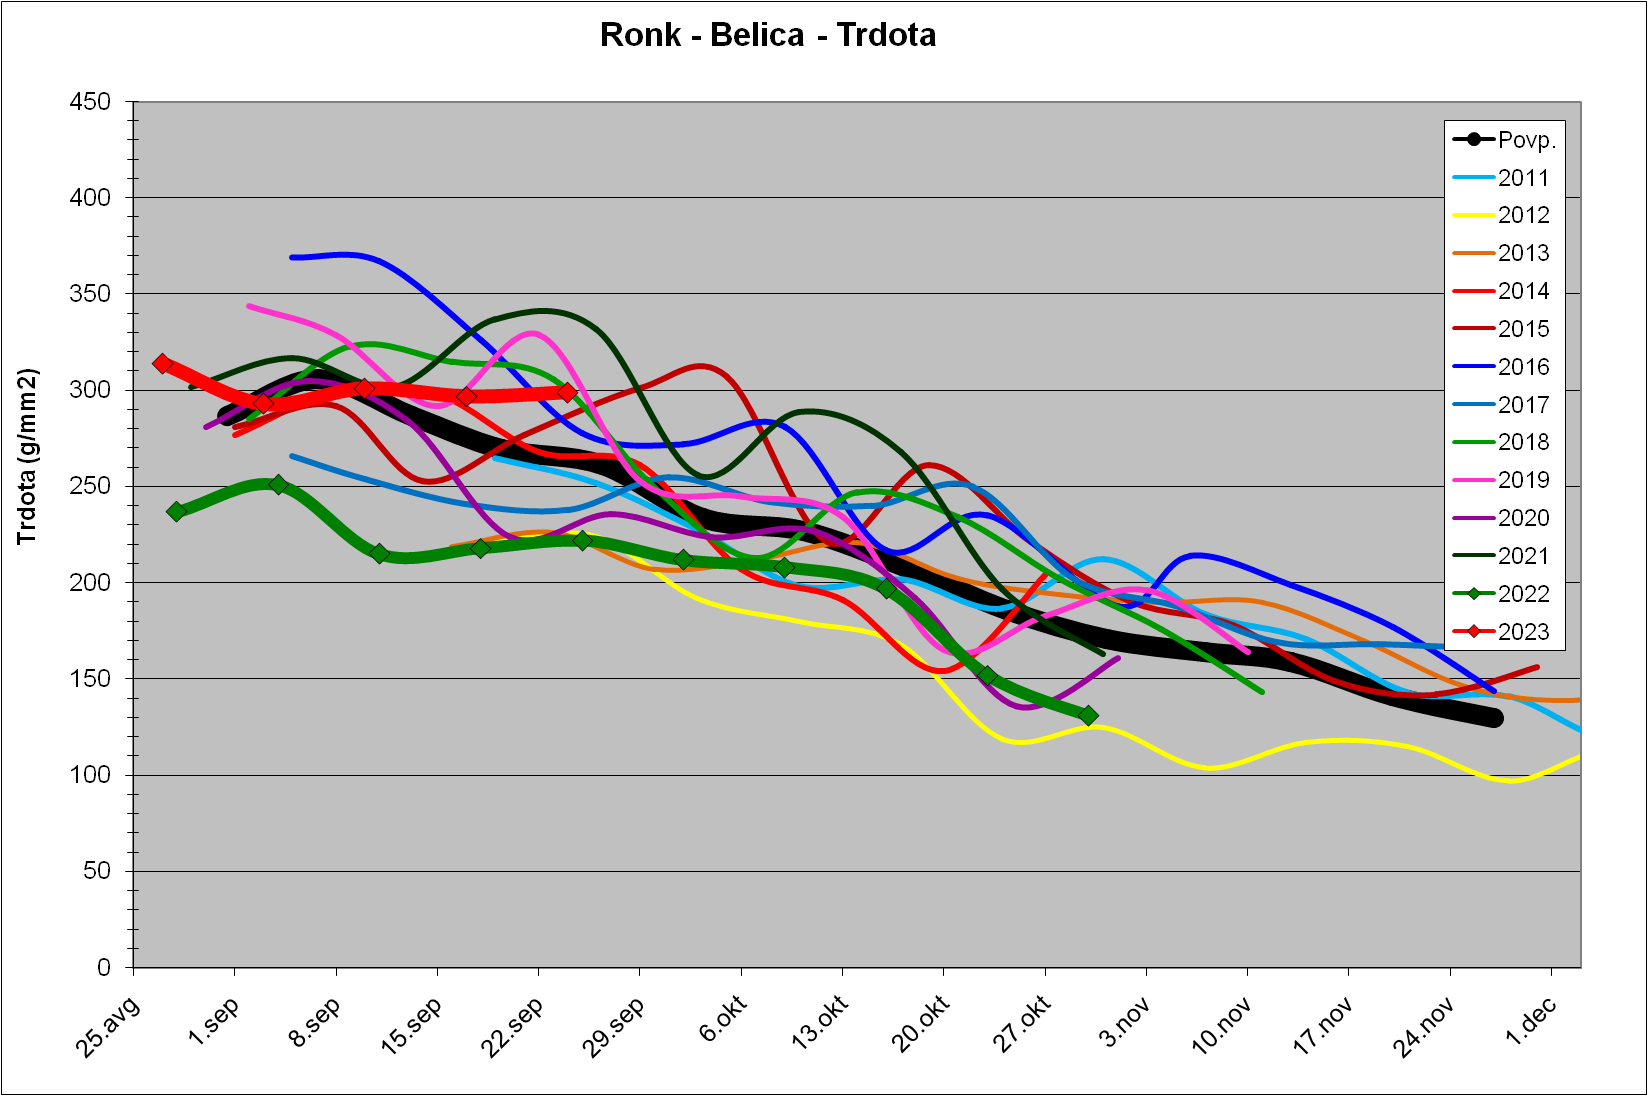 Ronk - Belica - Trdota
Trdota (g/mm2)
450
400
350
300
250
200
150
100
50
0
25.avg
1.sep
8.sep
15.sep
22.sep
29.sep
6.okt
13.okt
20.okt
27.okt
3.nov
10.nov
17.nov
24.nov
1.dec
Povp.
2011
2012
2013
2014
2015
2016
2017
2018
2019
2020
2021
2022
2023